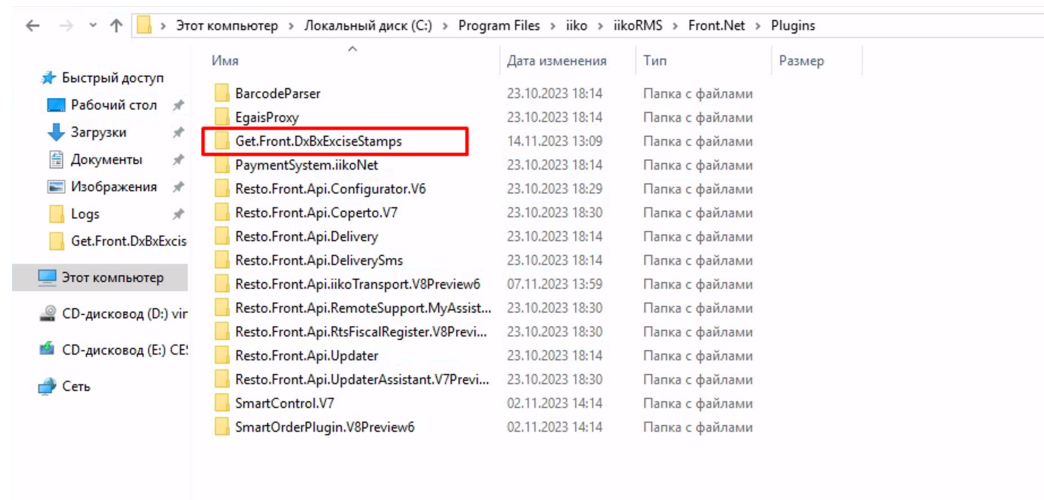 Этот компьютер > Локальный диск (C:) > Program Files > iiko > iikoRMS > Front.Net > Plugins
Имя Дата изменения Тип Размер
Быстрый доступ
Рабочий стол
Загрузки
Документы
Изображения
Logs
Get.Front.DxBxExcis
Этот компьютер
CD-дисковод (D:) vir
CD-дисковод (E:) CES
Сеть
BarcodeParser 23.10.2023 18:14 Папка с файлами
EgaisProxy 23.10.2023 18:14 Папка с файлами
Get.Front.DxBxExciseStamps 14.11.2023 13:09 Папка с файлами
PaymentSystem.iikoNet 23.10.2023 18:14 Папка с файлами
Resto.Front.Api.Configurator.V6 23.10.2023 18:29 Папка с файлами
Resto.Front.Api.Coperto.V7 23.10.2023 18:30 Папка с файлами
Resto.Front.Api.Delivery 23.10.2023 18:14 Папка с файлами
Resto.Front.Api.DeliverySms 23.10.2023 18:14 Папка с файлами
Resto.Front.Api.iikoTransport.V8Preview6 07.11.2023 13:59 Папка с файлами
Resto.Front.Api.RemoteSupport.MyAssist... 23.10.2023 18:30 Папка с файлами
Resto.Front.Api.RtsFiscalRegister.V8Previ... 23.10.2023 18:30 Папка с файлами
Resto.Front.Api.Updater 23.10.2023 18:14 Папка с файлами
Resto.Front.Api.UpdaterAssistant.V7Previ... 23.10.2023 18:30 Папка с файлами
SmartControl.V7 02.11.2023 14:14 Папка с файлами
SmartOrderPlugin.V8Preview6 02.11.2023 14:14 Папка с файлами